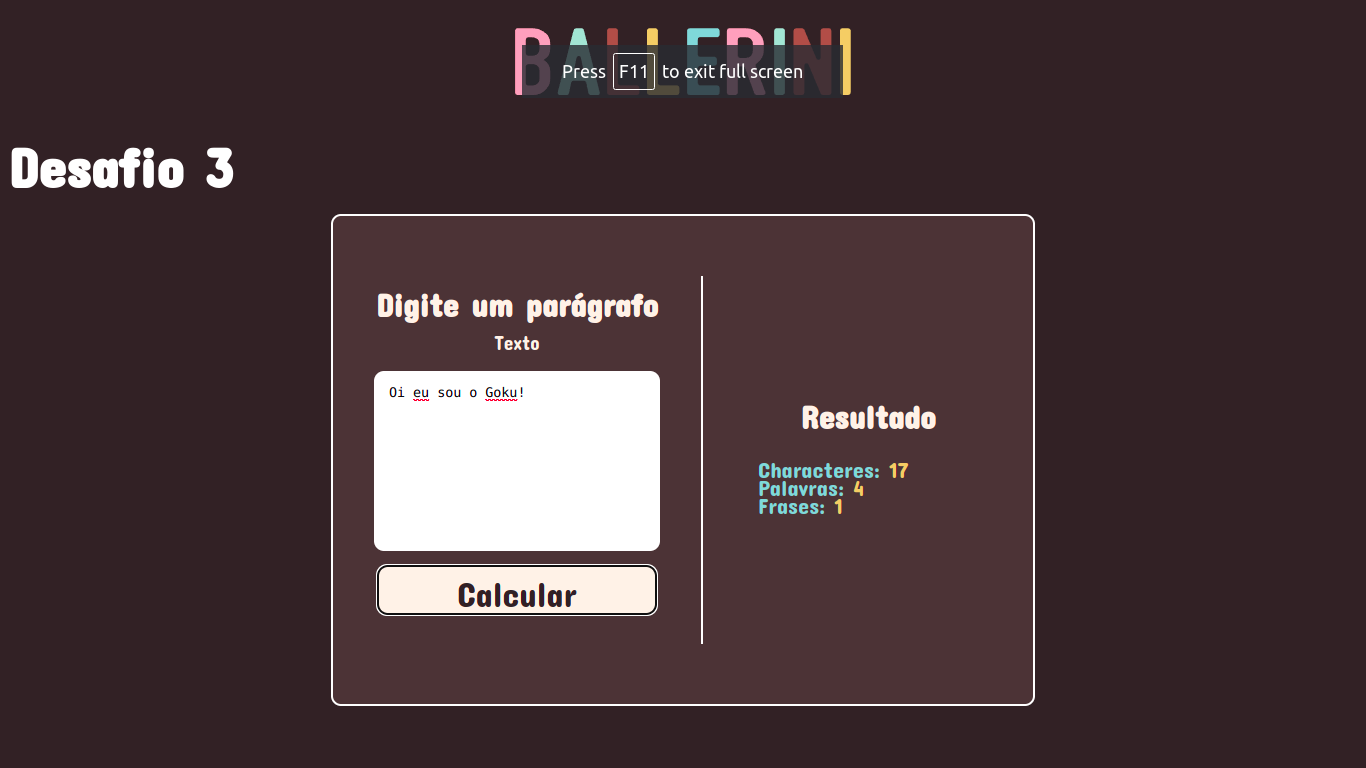 BALLERINI
Press F11 to exit full screen
Desafio 3
Digite um parágrafo
Texto
Oi eu sou o Goku!
Calcular
Resultado
Characteres: 17
Palavras: 4
Frases: 1